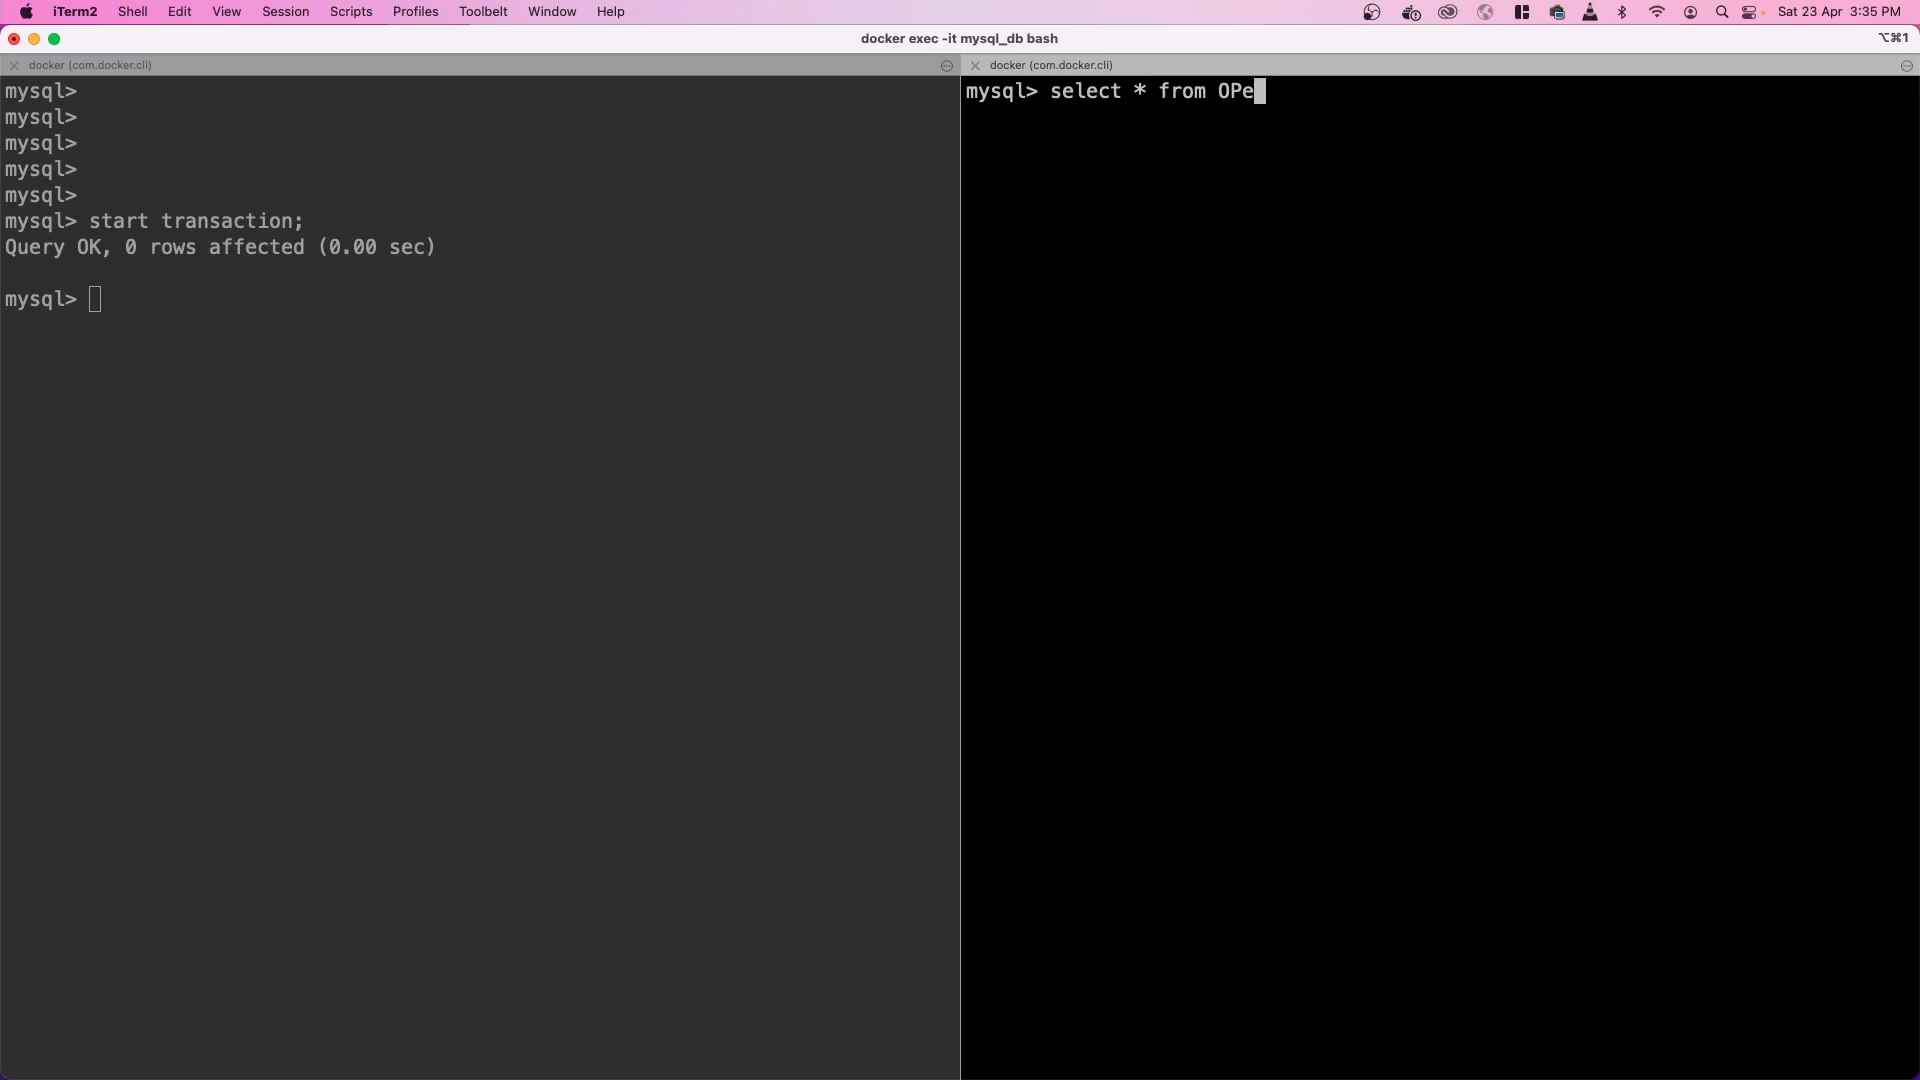 iTerm2 Shell Edit View Session Scripts Profiles Toolbelt Window Help Sat 23 Apr 3:35 PM
docker exec -it mysql_db bash ⌥⌘1
docker (com.docker.cli)
mysql>
mysql>
mysql>
mysql>
mysql>
mysql> start transaction;
Query OK, 0 rows affected (0.00 sec)
mysql>
docker (com.docker.cli)
mysql> select * from OPe